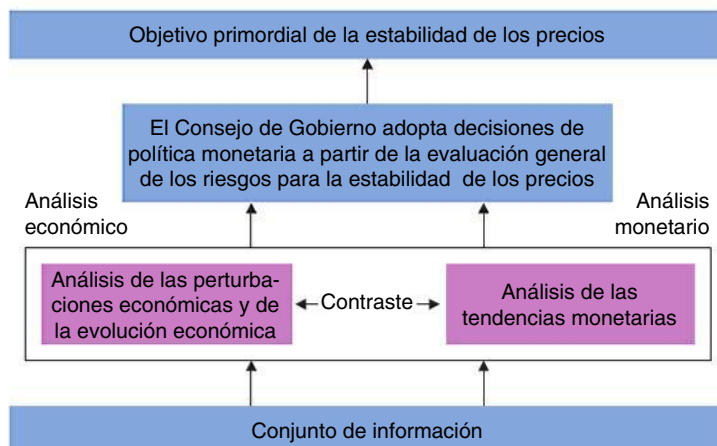 Objetivo primordial de la estabilidad de los precios
El Consejo de Gobierno adopta decisiones de
política monetaria a partir de la evaluación general
de los riesgos para la estabilidad de los precios
Análisis
económico
Análisis
monetario
Análisis de las perturba-
ciones económicas y de
la evolución económica
Contraste
Análisis de las
tendencias monetarias
Conjunto de información